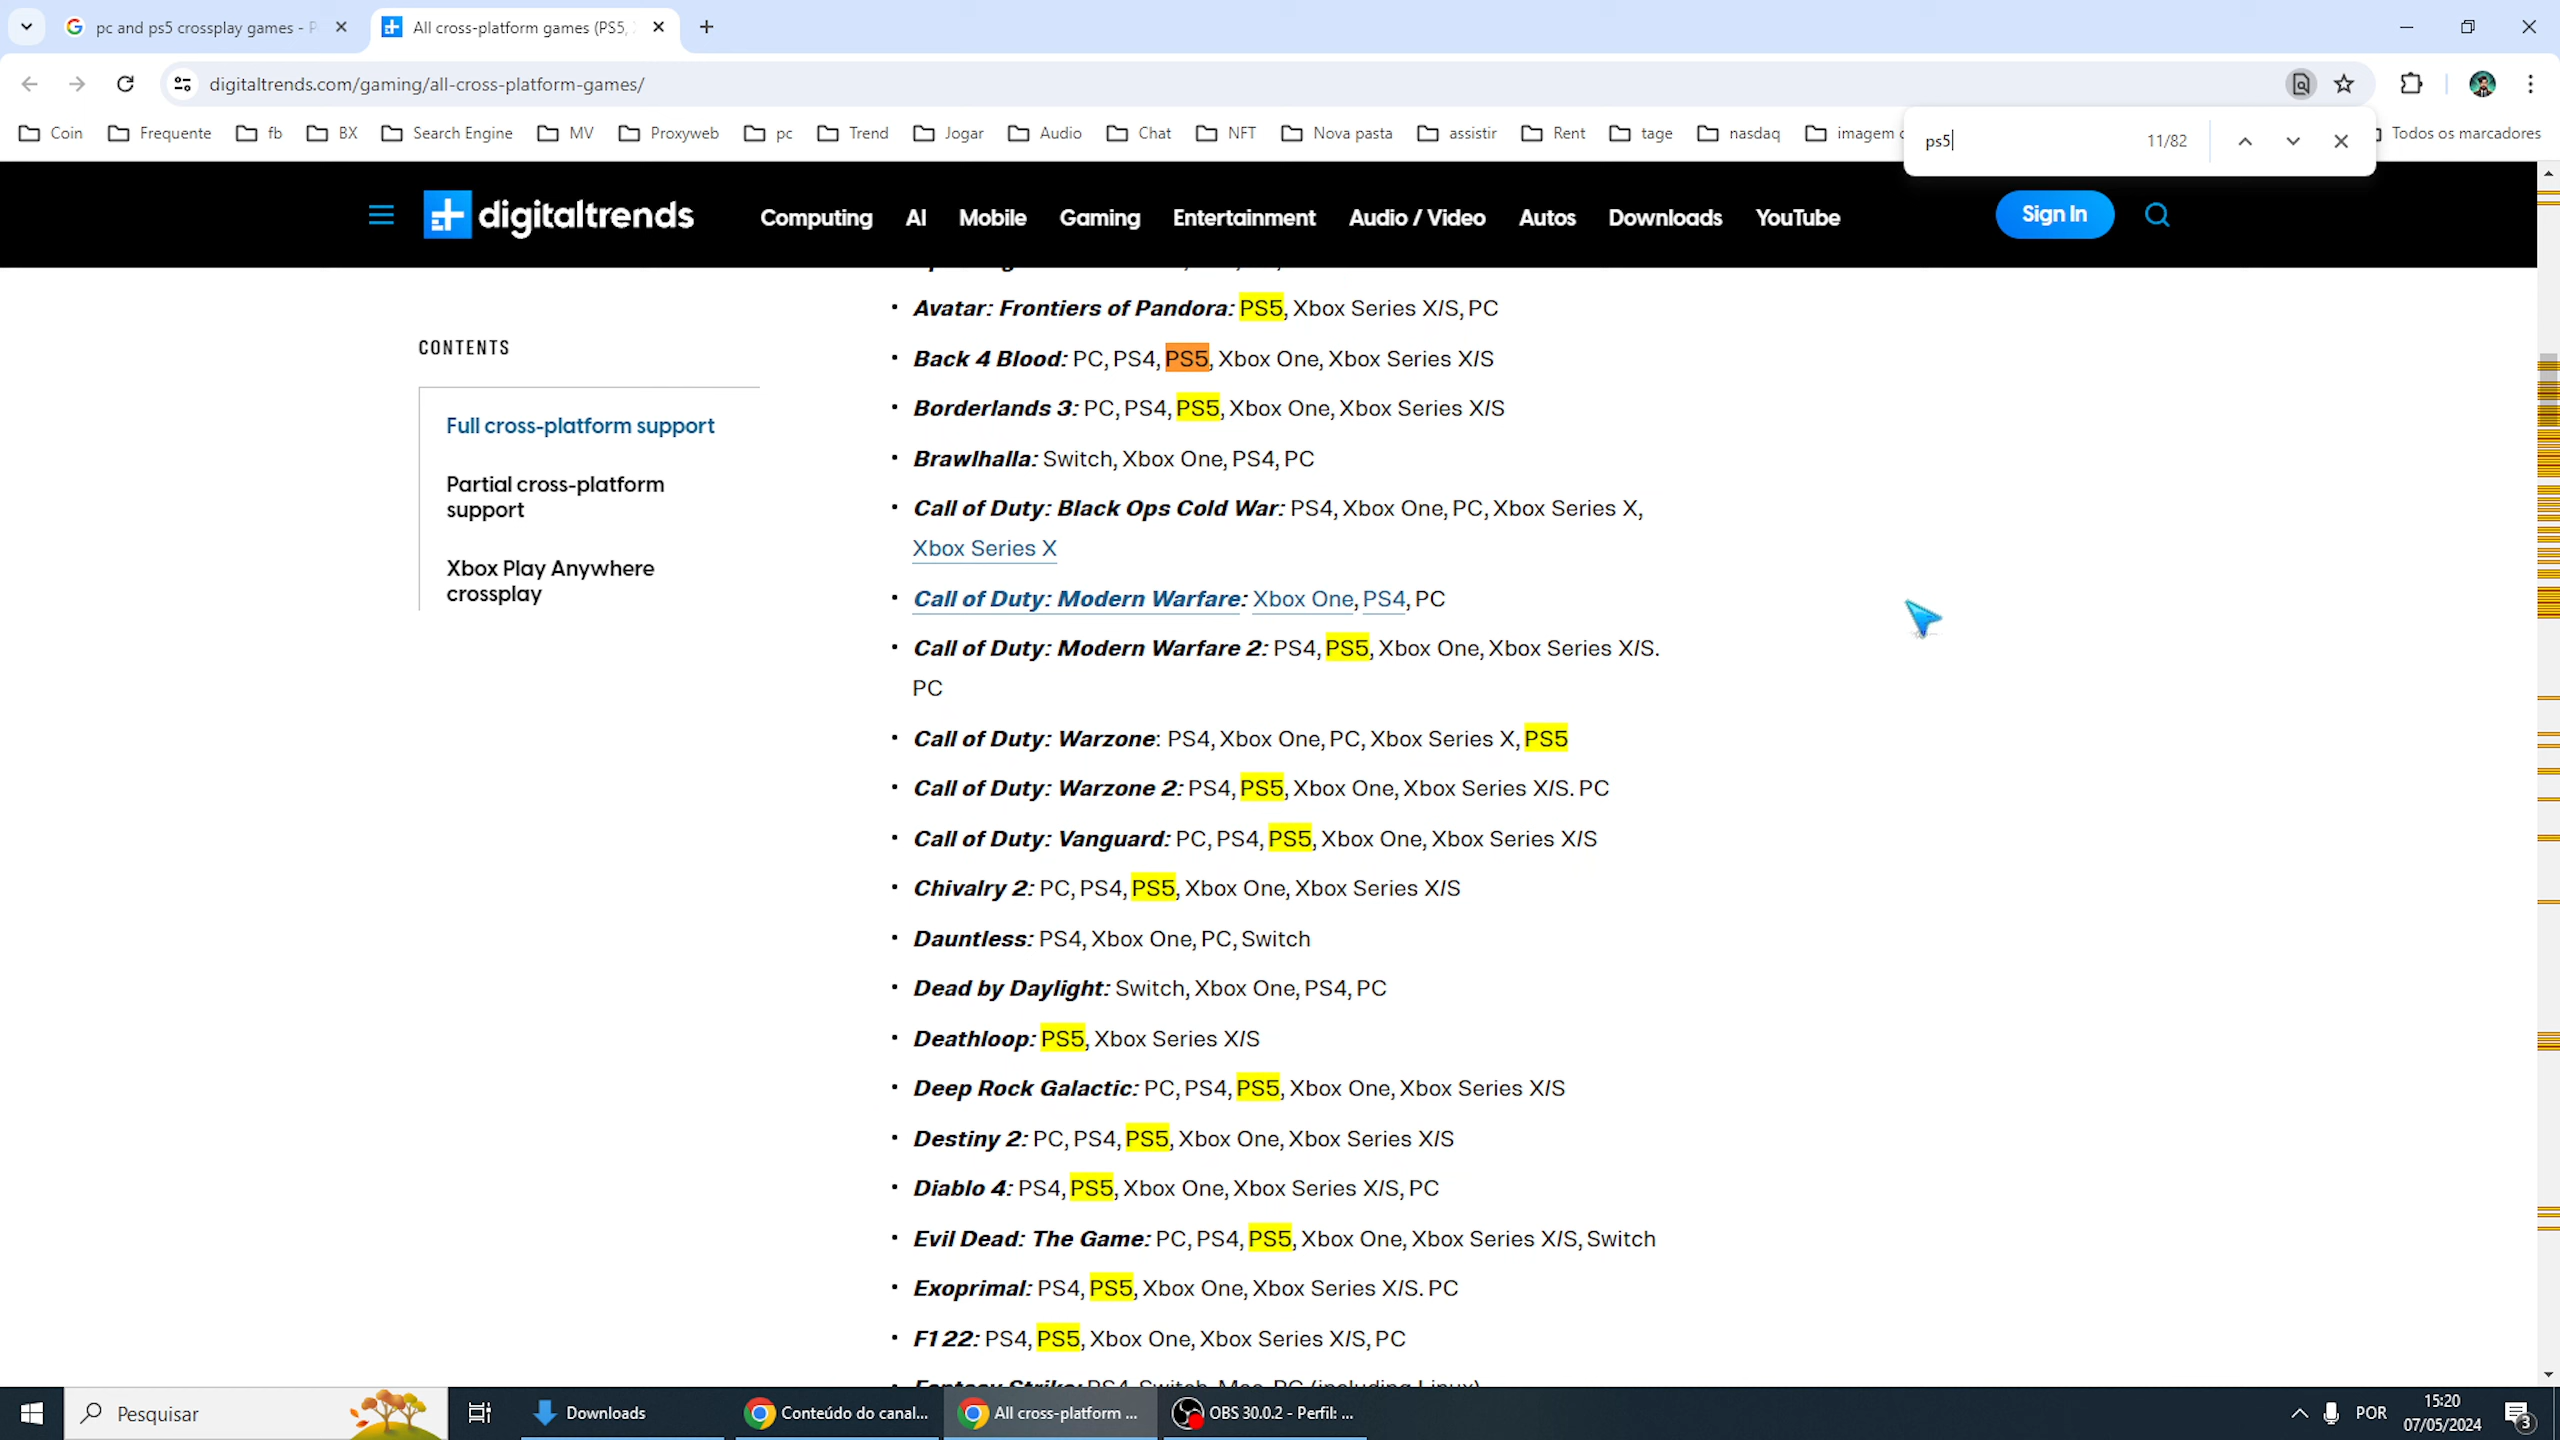 pc and ps5 crossplay games - P
All cross-platform games (PS5,
digitaltrends.com/gaming/all-cross-platform-games/
Coin Frequente fb BX Search Engine MV Proxyweb pc Trend Jogar Audio Chat NFT Nova pasta assistir Rent tage nasdaq imagem Todos os marcadores
ps5 11/82
digitaltrends Computing AI Mobile Gaming Entertainment Audio / Video Autos Downloads YouTube Sign In
CONTENTS
Full cross-platform support
Partial cross-platform
support
Xbox Play Anywhere
crossplay
• Avatar: Frontiers of Pandora: PS5, Xbox Series X/S, PC
• Back 4 Blood: PC, PS4, PS5, Xbox One, Xbox Series X/S
• Borderlands 3: PC, PS4, PS5, Xbox One, Xbox Series X/S
• Brawlhalla: Switch, Xbox One, PS4, PC
• Call of Duty: Black Ops Cold War: PS4, Xbox One, PC, Xbox Series X,
Xbox Series X
• Call of Duty: Modern Warfare: Xbox One, PS4, PC
• Call of Duty: Modern Warfare 2: PS4, PS5, Xbox One, Xbox Series X/S.
PC
• Call of Duty: Warzone: PS4, Xbox One, PC, Xbox Series X, PS5
• Call of Duty: Warzone 2: PS4, PS5, Xbox One, Xbox Series X/S. PC
• Call of Duty: Vanguard: PC, PS4, PS5, Xbox One, Xbox Series X/S
• Chivalry 2: PC, PS4, PS5, Xbox One, Xbox Series X/S
• Dauntless: PS4, Xbox One, PC, Switch
• Dead by Daylight: Switch, Xbox One, PS4, PC
• Deathloop: PS5, Xbox Series X/S
• Deep Rock Galactic: PC, PS4, PS5, Xbox One, Xbox Series X/S
• Destiny 2: PC, PS4, PS5, Xbox One, Xbox Series X/S
• Diablo 4: PS4, PS5, Xbox One, Xbox Series X/S, PC
• Evil Dead: The Game: PC, PS4, PS5, Xbox One, Xbox Series X/S, Switch
• Exoprimal: PS4, PS5, Xbox One, Xbox Series X/S. PC
• F1 22: PS4, PS5, Xbox One, Xbox Series X/S, PC
• Fantasy Strike: PS4, Switch, Mac, PC (including Linux)
Pesquisar Downloads Conteúdo do canal... All cross-platform ... OBS 30.0.2 - Perfil: ... POR 15:20
07/05/2024 3